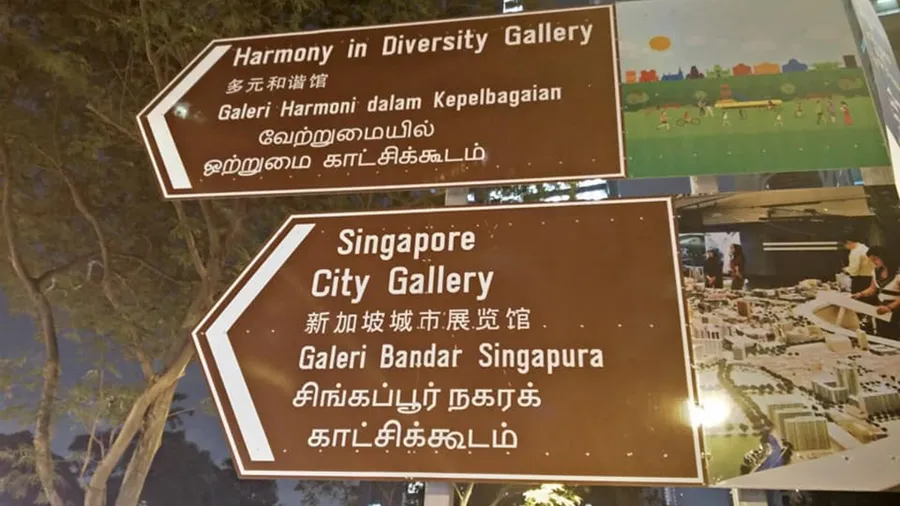 Harmony in Diversity Gallery
多元和谐馆
Galeri Harmoni dalam Kepelbagaian
வேற்றுமையில்
ஒற்றுமை காட்சிக்கூடம்
Singapore
City Gallery
新加坡城市展览馆
Galeri Bandar Singapura
சிங்கப்பூர் நகரக்
காட்சிக்கூடம்